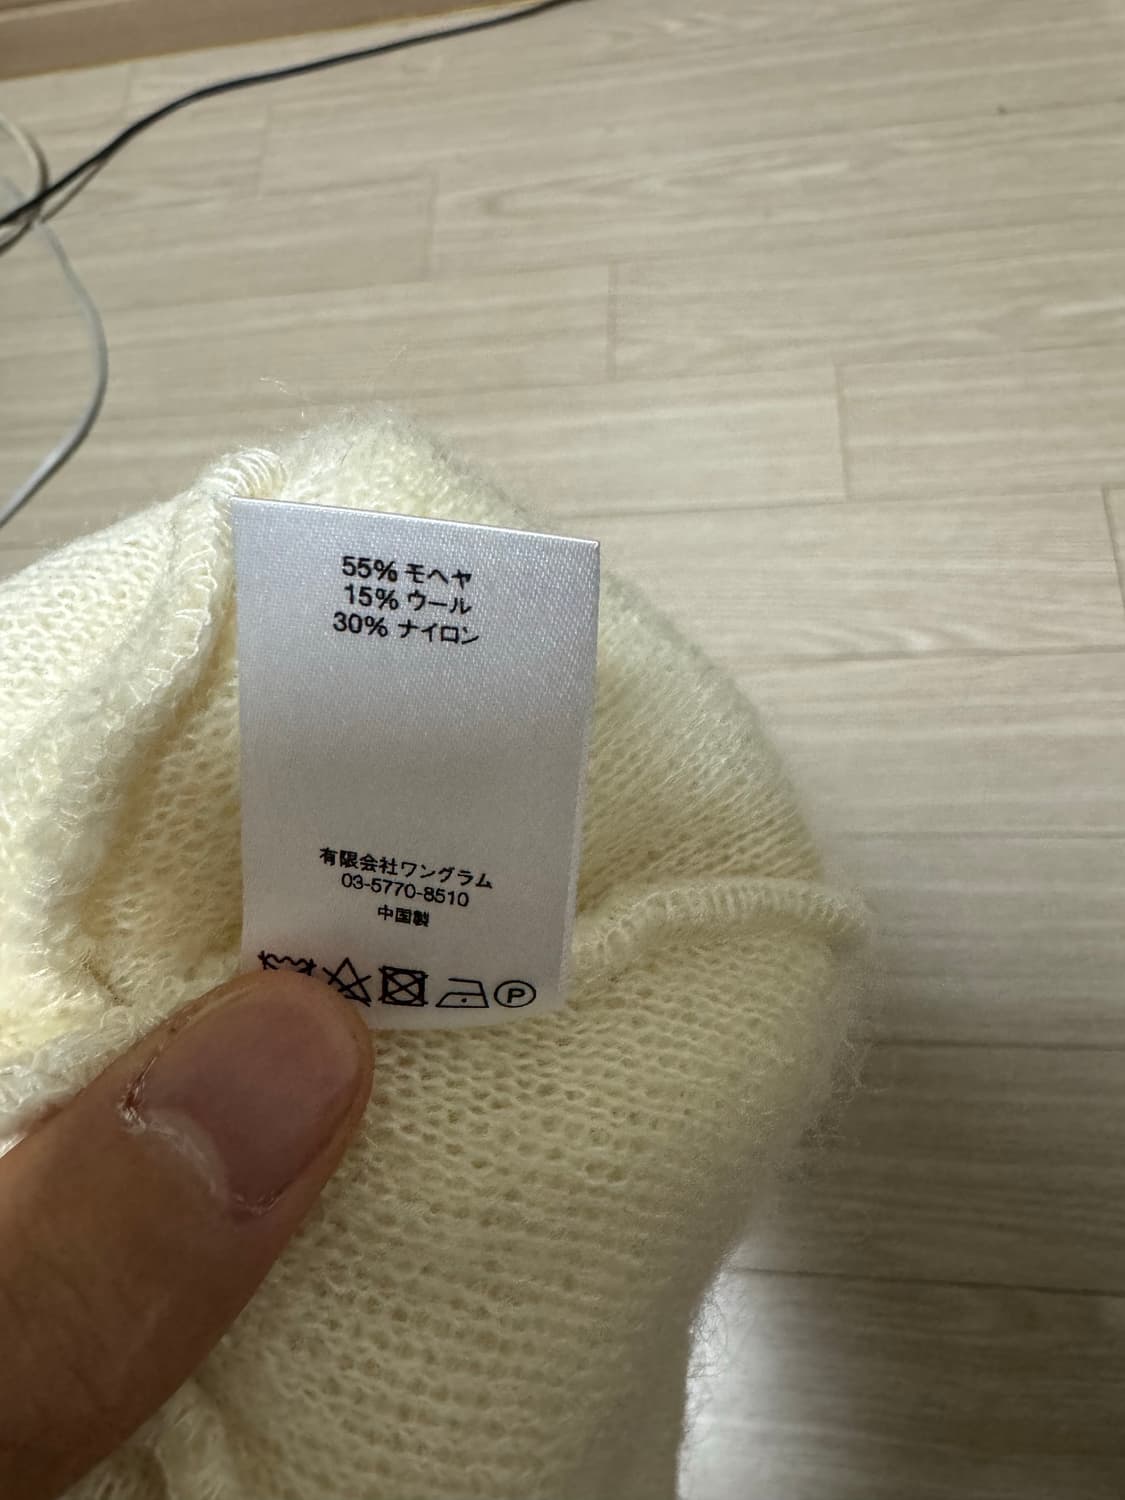 55% モヘヤ
15% ウール
30% ナイロン
有限会社ワングラム
03-5770-8510
中国製
P